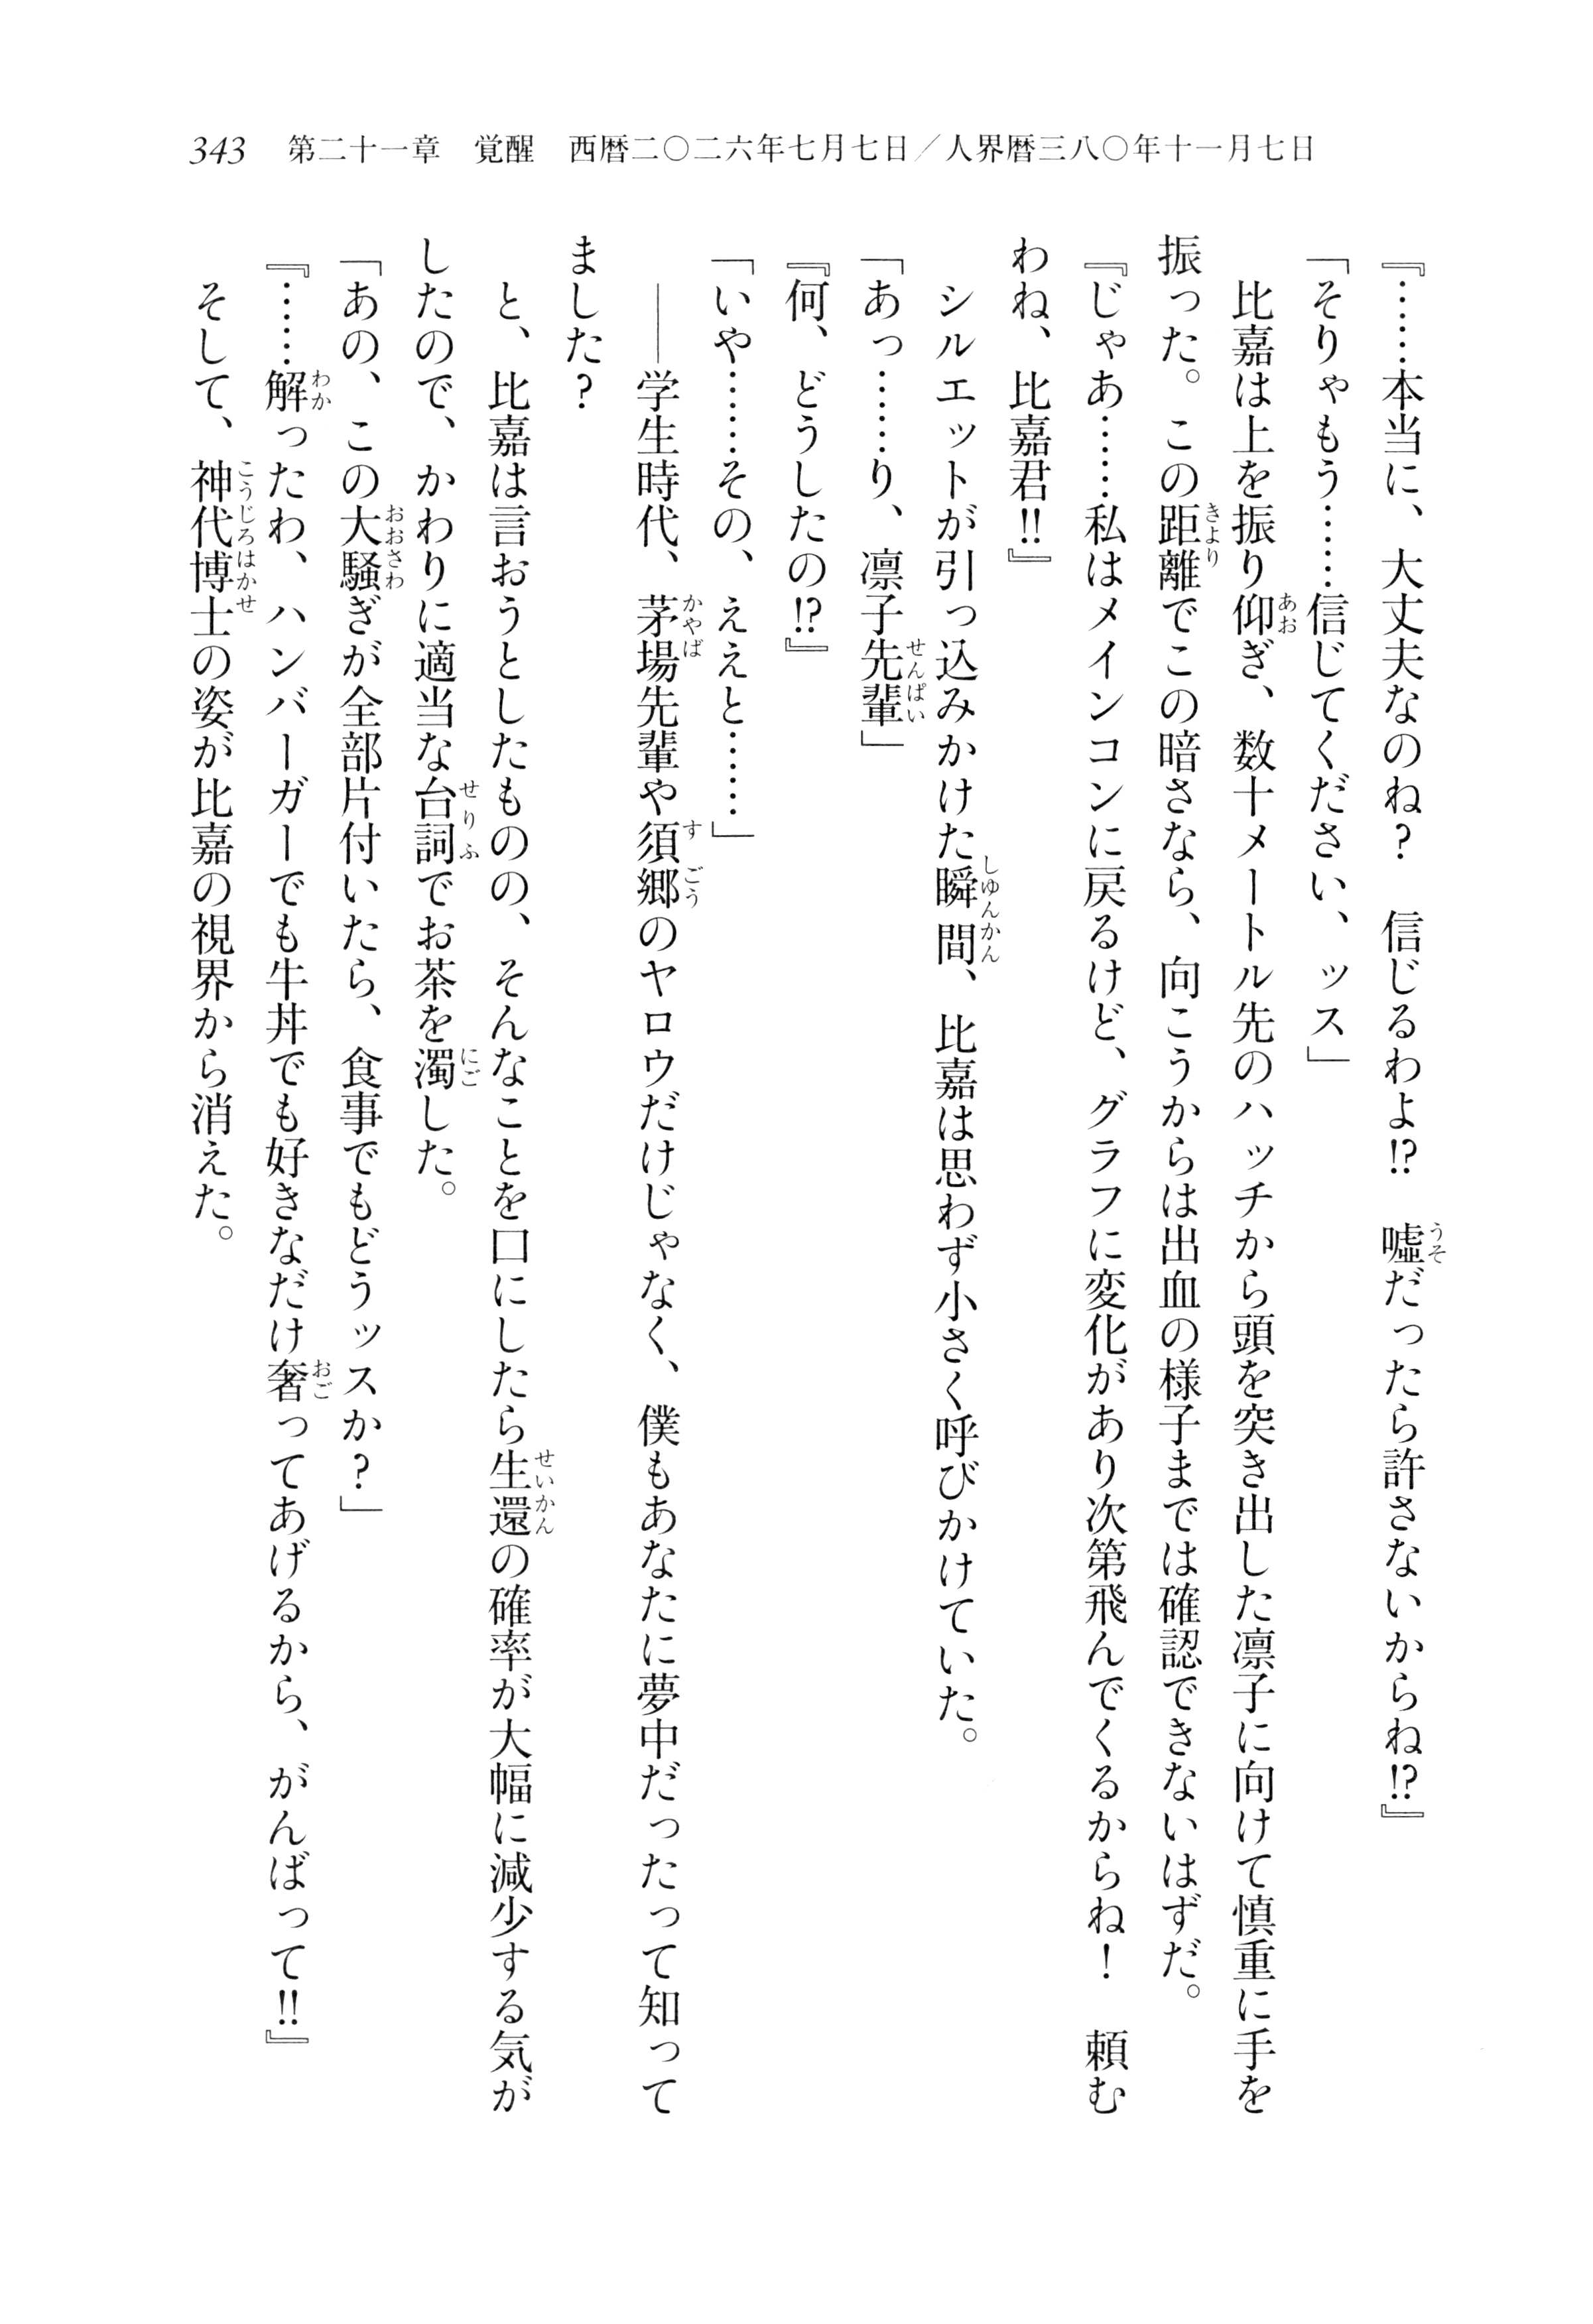 343　第二十一章　覚醒　西暦二〇二六年七月七日／人界暦三八〇年十一月七日
『……本当に、大丈夫なのね？　信じるわよ!?　嘘だったら許さないからね!?』
「そりゃもう……信じてください、ッス」
　比嘉は上を振り仰ぎ、数十メートル先のハッチから頭を突き出した凛子に向けて慎重に手を
振った。この距離でこの暗さなら、向こうからは出血の様子までは確認できないはずだ。
『じゃあ……私はメインコンに戻るけど、グラフに変化があり次第飛んでくるからね！　頼む
わね、比嘉君!!』
　シルエットが引っ込みかけた瞬間、比嘉は思わず小さく呼びかけていた。
「あっ……り、凛子先輩」
『何、どうしたの!?』
「いや……その、ええと……」
　――学生時代、茅場先輩や須郷のヤロウだけじゃなく、僕もあなたに夢中だったって知って
ました？
　と、比嘉は言おうとしたものの、そんなことを口にしたら生還の確率が大幅に減少する気が
したので、かわりに適当な台詞でお茶を濁した。
「あの、この大騒ぎが全部片付いたら、食事でもどうッスか？」
『……解ったわ、ハンバーガーでも牛丼でも好きなだけ奢ってあげるから、がんばって!!』
　そして、神代博士の姿が比嘉の視界から消えた。